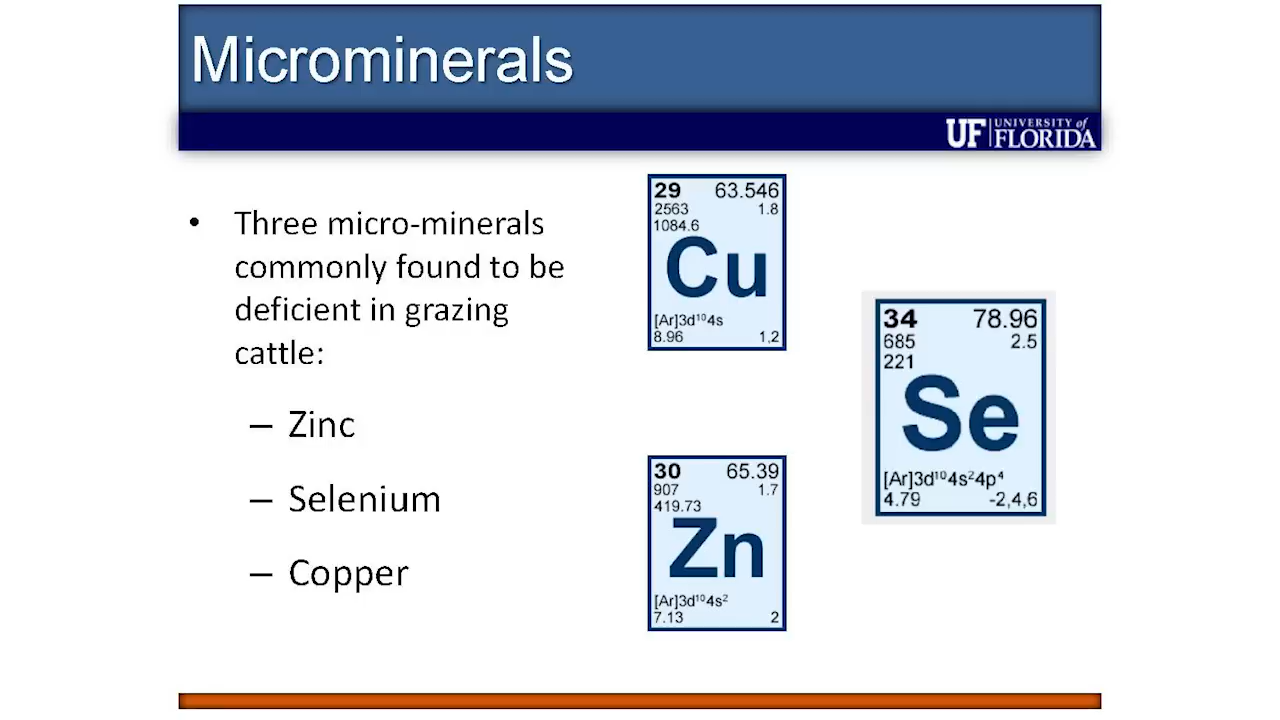 Microminerals
UF UNIVERSITY of
FLORIDA
• Three micro-minerals
commonly found to be
deficient in grazing
cattle:
– Zinc
– Selenium
– Copper
29 63.546
2563 1.8
1084.6
Cu
[Ar]3d¹⁰4s
8.96 1,2
30 65.39
907 1.7
419.73
Zn
[Ar]3d¹⁰4s²
7.13 2
34 78.96
685 2.5
221
Se
[Ar]3d¹⁰4s²4p⁴
4.79 -2,4,6